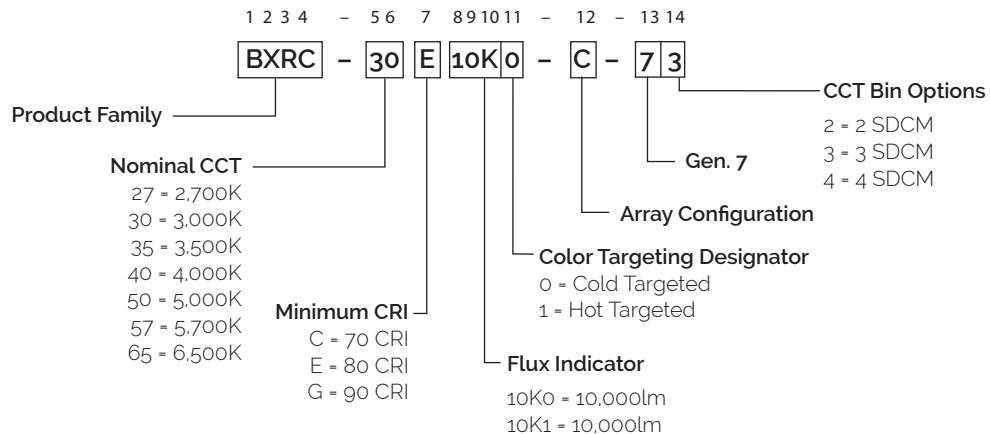 1 2 3 4 – 5 6 7 8 9 10 11 – 12 – 13 14
BXRC – 30 E 10K 0 – C – 7 3
Product Family
Nominal CCT
27 = 2,700K
30 = 3,000K
35 = 3,500K
40 = 4,000K
50 = 5,000K
57 = 5,700K
65 = 6,500K
Minimum CRI
C = 70 CRI
E = 80 CRI
G = 90 CRI
Flux Indicator
10K0 = 10,000lm
10K1 = 10,000lm
Color Targeting Designator
0 = Cold Targeted
1 = Hot Targeted
Array Configuration
Gen. 7
CCT Bin Options
2 = 2 SDCM
3 = 3 SDCM
4 = 4 SDCM